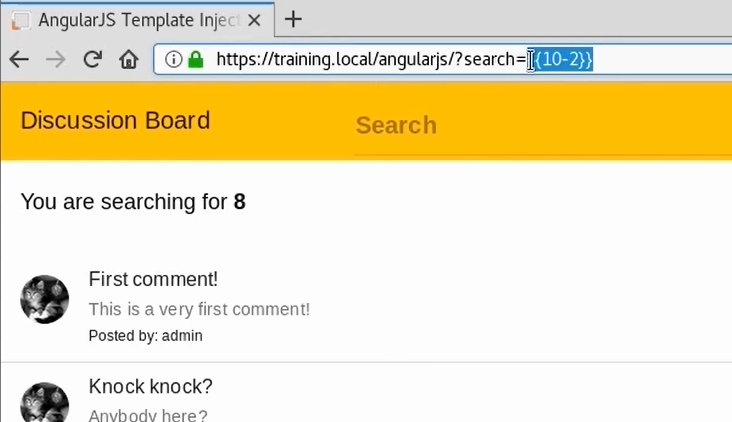 AngularJS Template Inject
https://training.local/angularjs/?search={{10-2}}
Discussion Board
Search
You are searching for 8
First comment!
This is a very first comment!
Posted by: admin
Knock knock?
Anybody here?